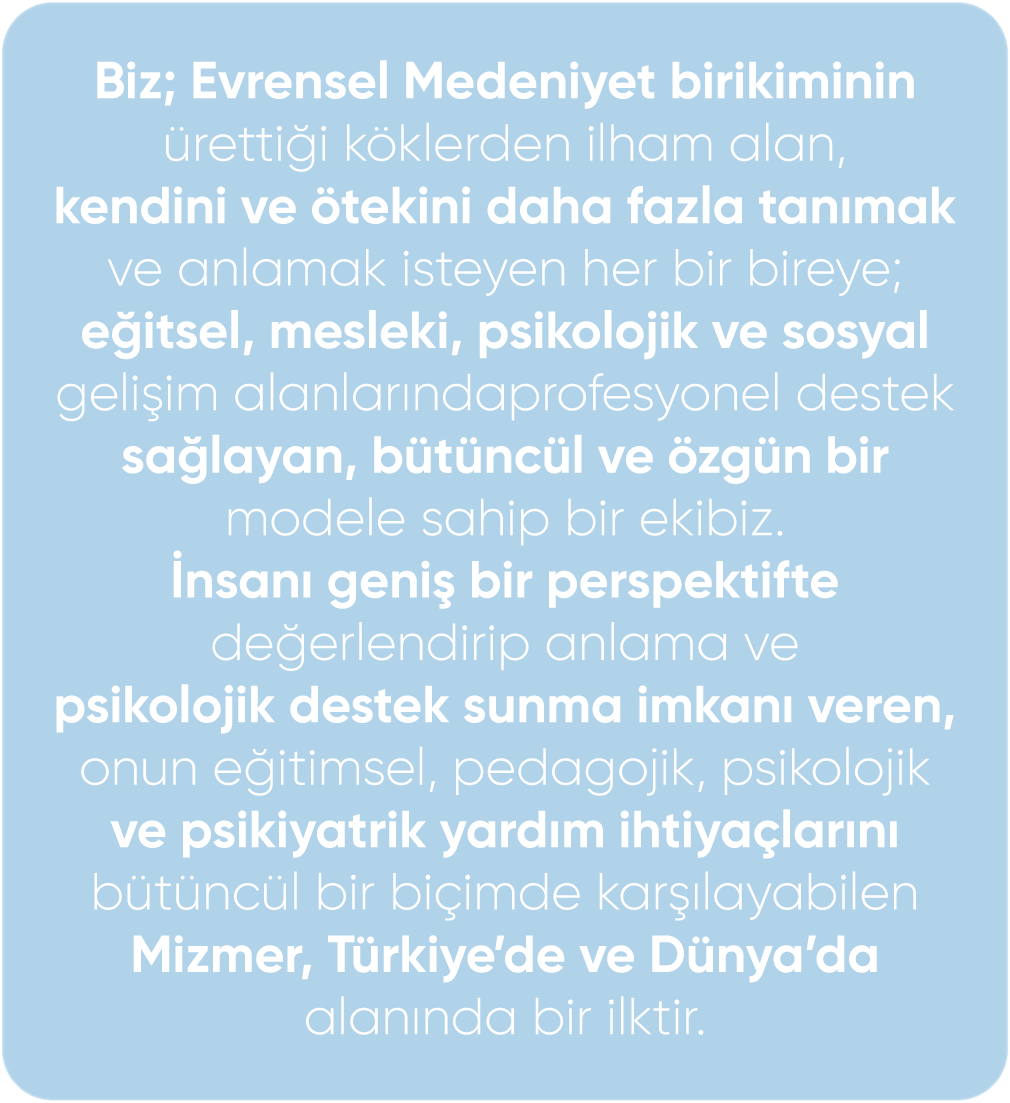 Biz; Evrensel Medeniyet birikiminin
ürettiği köklerden ilham alan,
kendini ve ötekini daha fazla tanımak
ve anlamak isteyen her bir bireye;
eğitsel, mesleki, psikolojik ve sosyal
gelişim alanlarındaprofesyonel destek
sağlayan, bütüncül ve özgün bir
modele sahip bir ekibiz.
İnsanı geniş bir perspektifte
değerlendirip anlama ve
psikolojik destek sunma imkanı veren,
onun eğitimsel, pedagojik, psikolojik
ve psikiyatrik yardım ihtiyaçlarını
bütüncül bir biçimde karşılayabilen
Mizmer, Türkiye’de ve Dünya’da
alanında bir ilktir.